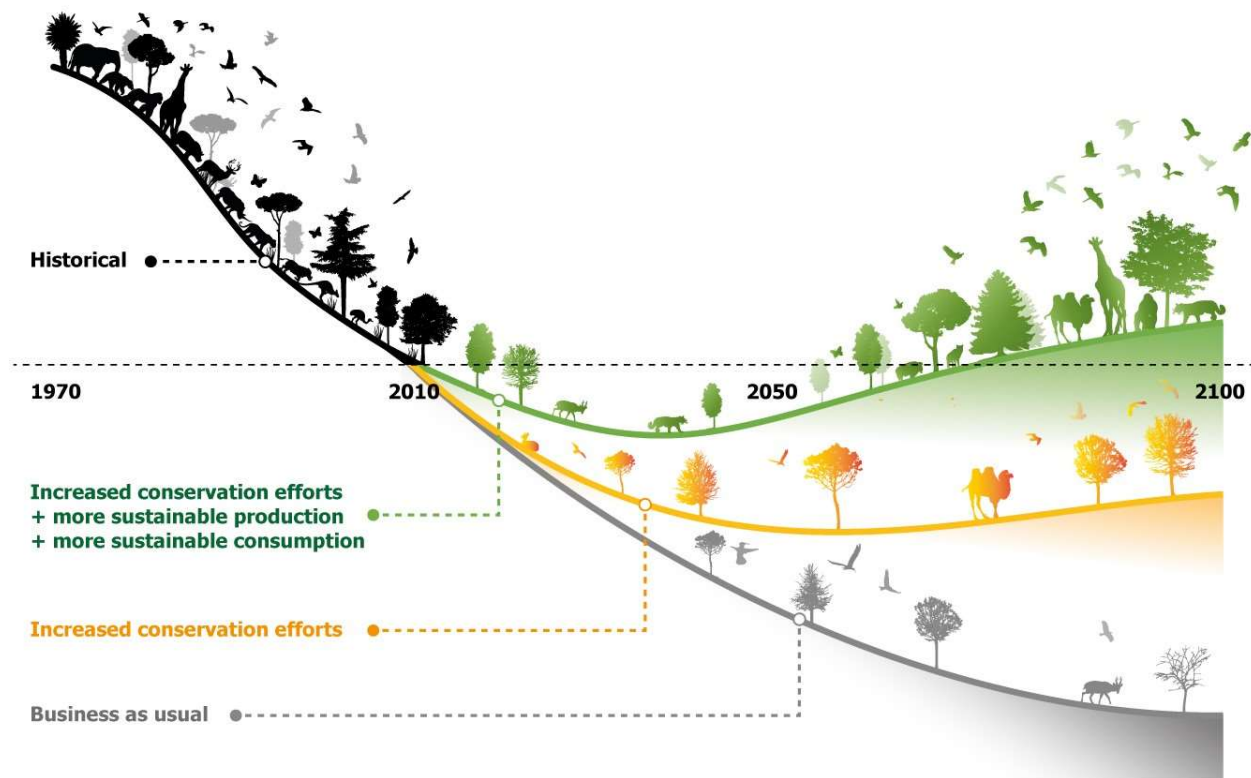 Historical
1970
2010
2050
2100
Increased conservation efforts
+ more sustainable production
+ more sustainable consumption
Increased conservation efforts
Business as usual